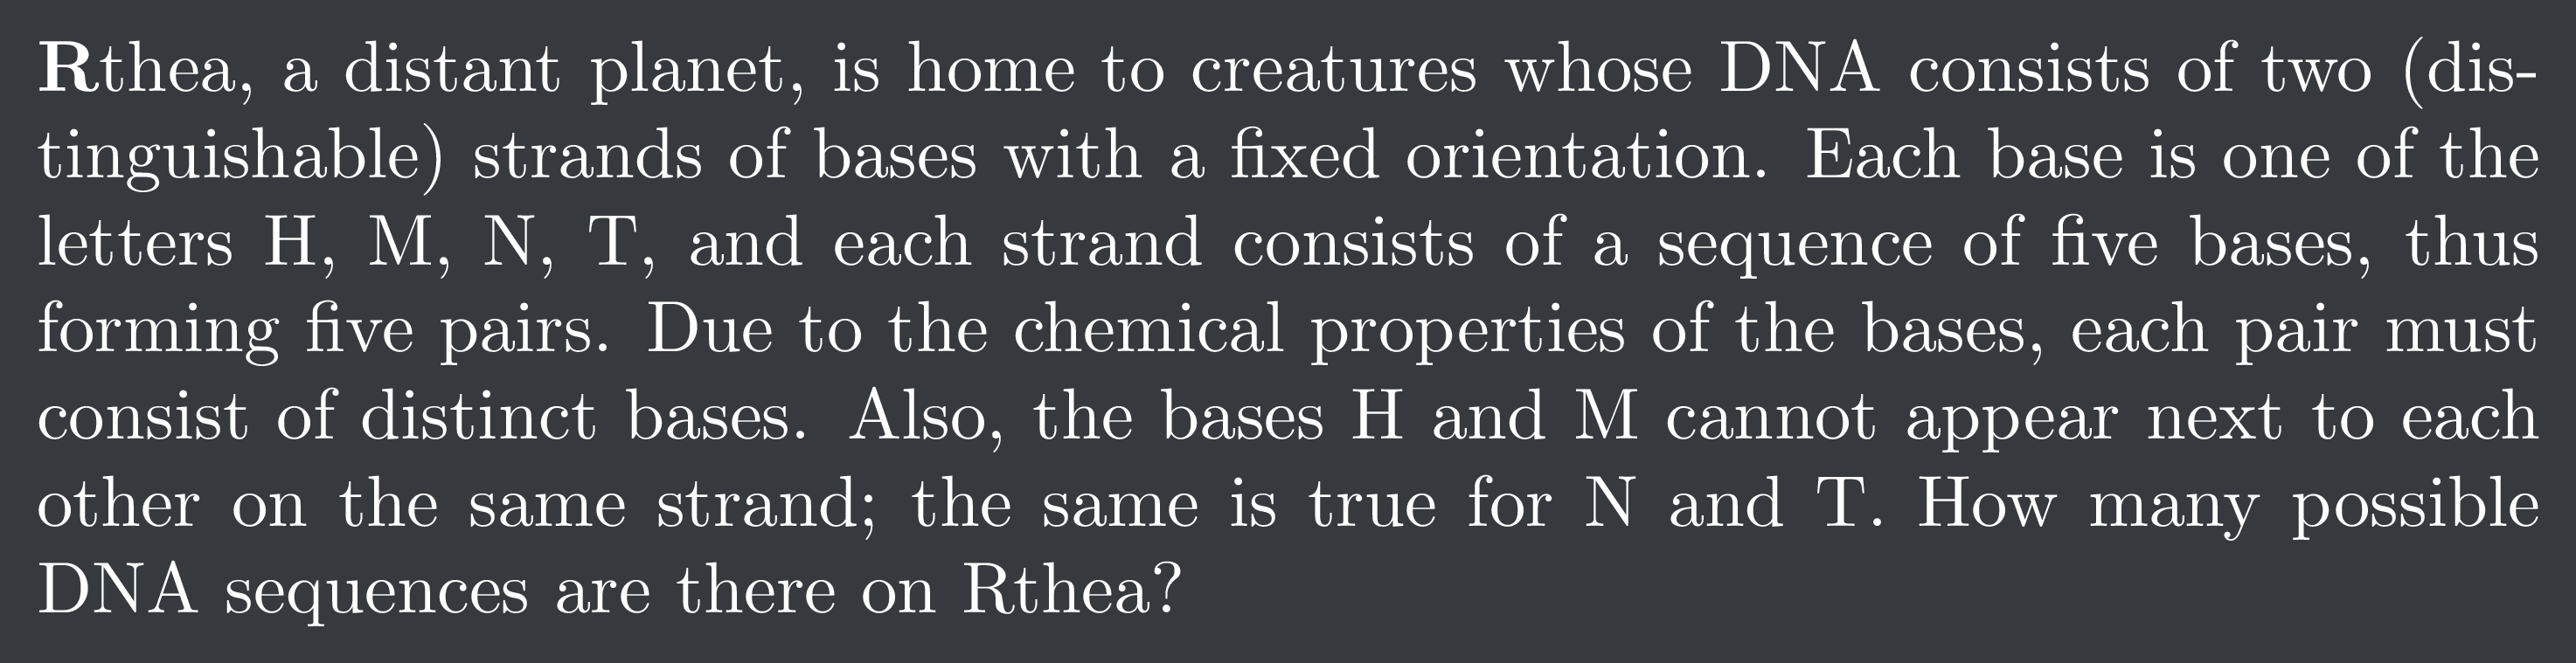 Rthea, a distant planet, is home to creatures whose DNA consists of two (dis-
tinguishable) strands of bases with a fixed orientation. Each base is one of the
letters H, M, N, T, and each strand consists of a sequence of five bases, thus
forming five pairs. Due to the chemical properties of the bases, each pair must
consist of distinct bases. Also, the bases H and M cannot appear next to each
other on the same strand; the same is true for N and T. How many possible
DNA sequences are there on Rthea?